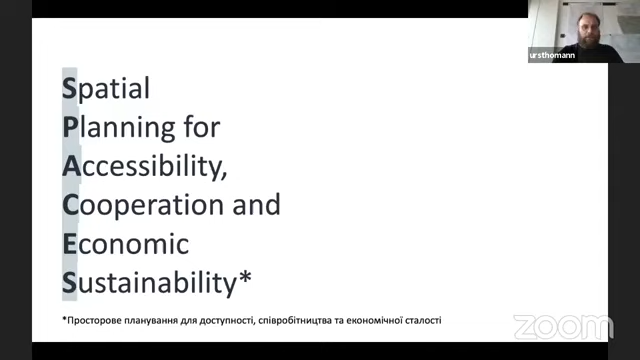 ursthomann
Spatial
Planning for
Accessibility,
Cooperation and
Economic
Sustainability*
*Просторове планування для доступності, співробітництва та економічної сталості
zoom